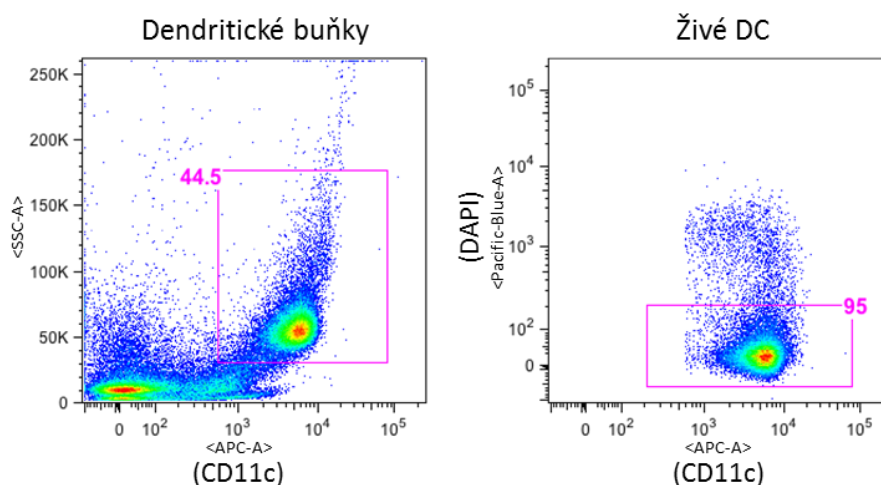 Dendritické buňky
250K
200K
150K
100K
50K
0
<SSC-A>
44.5
0 10² 10³ 10⁴ 10⁵
<APC-A>
(CD11c)
Živé DC
10⁵
10⁴
10³
10²
0
(DAPI)
<Pacific-Blue-A>
95
0 10² 10³ 10⁴ 10⁵
<APC-A>
(CD11c)